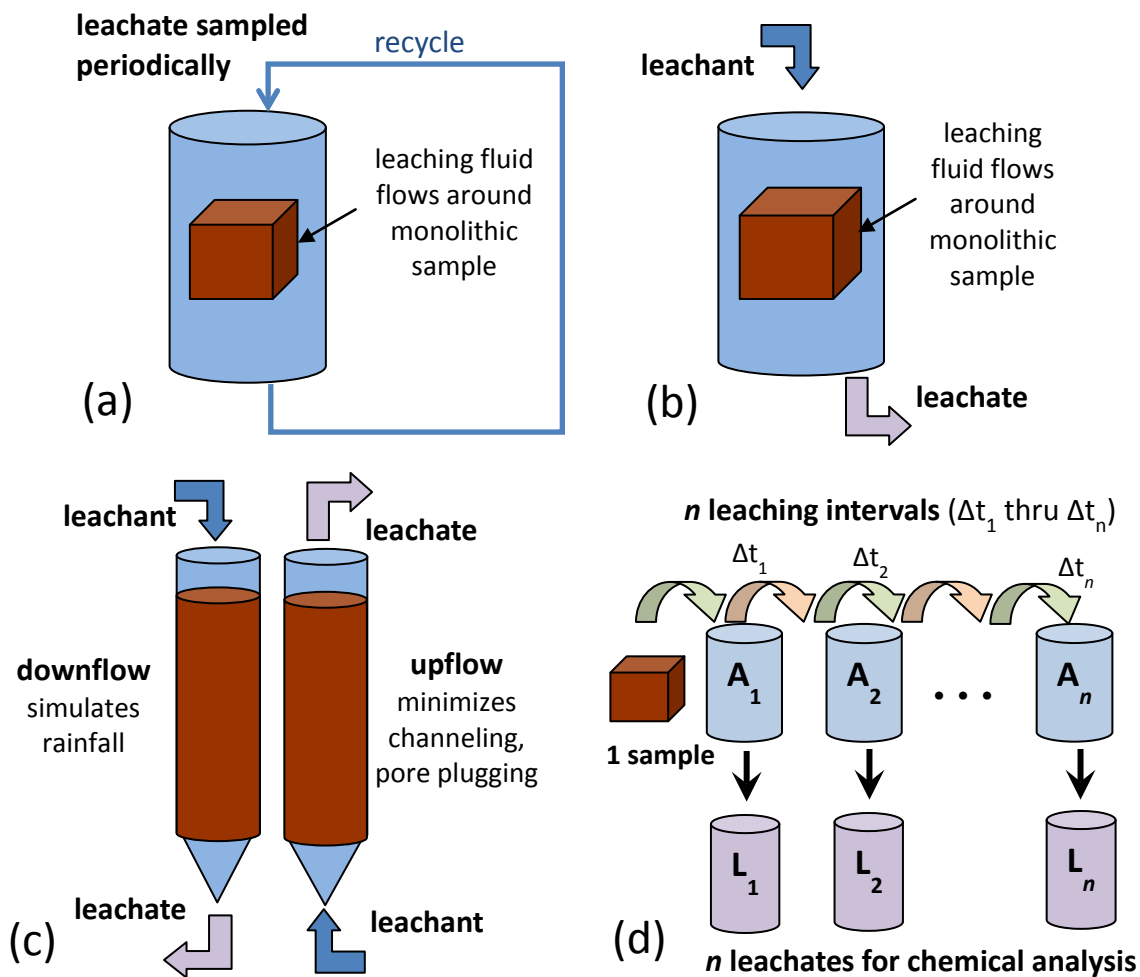 leachate sampled
periodically
recycle
leaching fluid
flows around
monolithic
sample
(a)
leachant
leaching
fluid flows
around
monolithic
sample
leachate
(b)
leachant
leachate
downflow
simulates
rainfall
upflow
minimizes
channeling,
pore plugging
leachate
leachant
(c)
n leaching intervals (Δt1 thru Δtn)
Δt1 Δt2 Δtn
A1 A2 ... An
1 sample
L1 L2 Ln
(d)
n leachates for chemical analysis